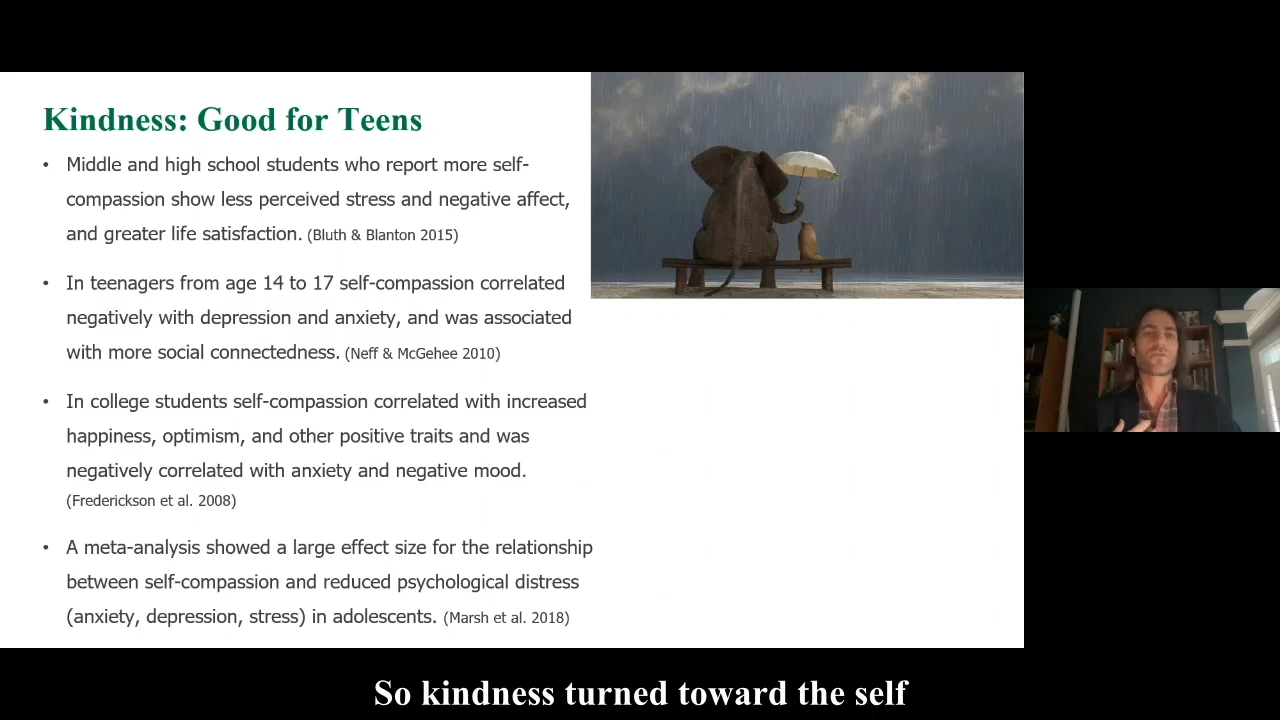 Kindness: Good for Teens
• Middle and high school students who report more self-
compassion show less perceived stress and negative affect,
and greater life satisfaction. (Bluth & Blanton 2015)
• In teenagers from age 14 to 17 self-compassion correlated
negatively with depression and anxiety, and was associated
with more social connectedness. (Neff & McGehee 2010)
• In college students self-compassion correlated with increased
happiness, optimism, and other positive traits and was
negatively correlated with anxiety and negative mood.
(Frederickson et al. 2008)
• A meta-analysis showed a large effect size for the relationship
between self-compassion and reduced psychological distress
(anxiety, depression, stress) in adolescents. (Marsh et al. 2018)
So kindness turned toward the self